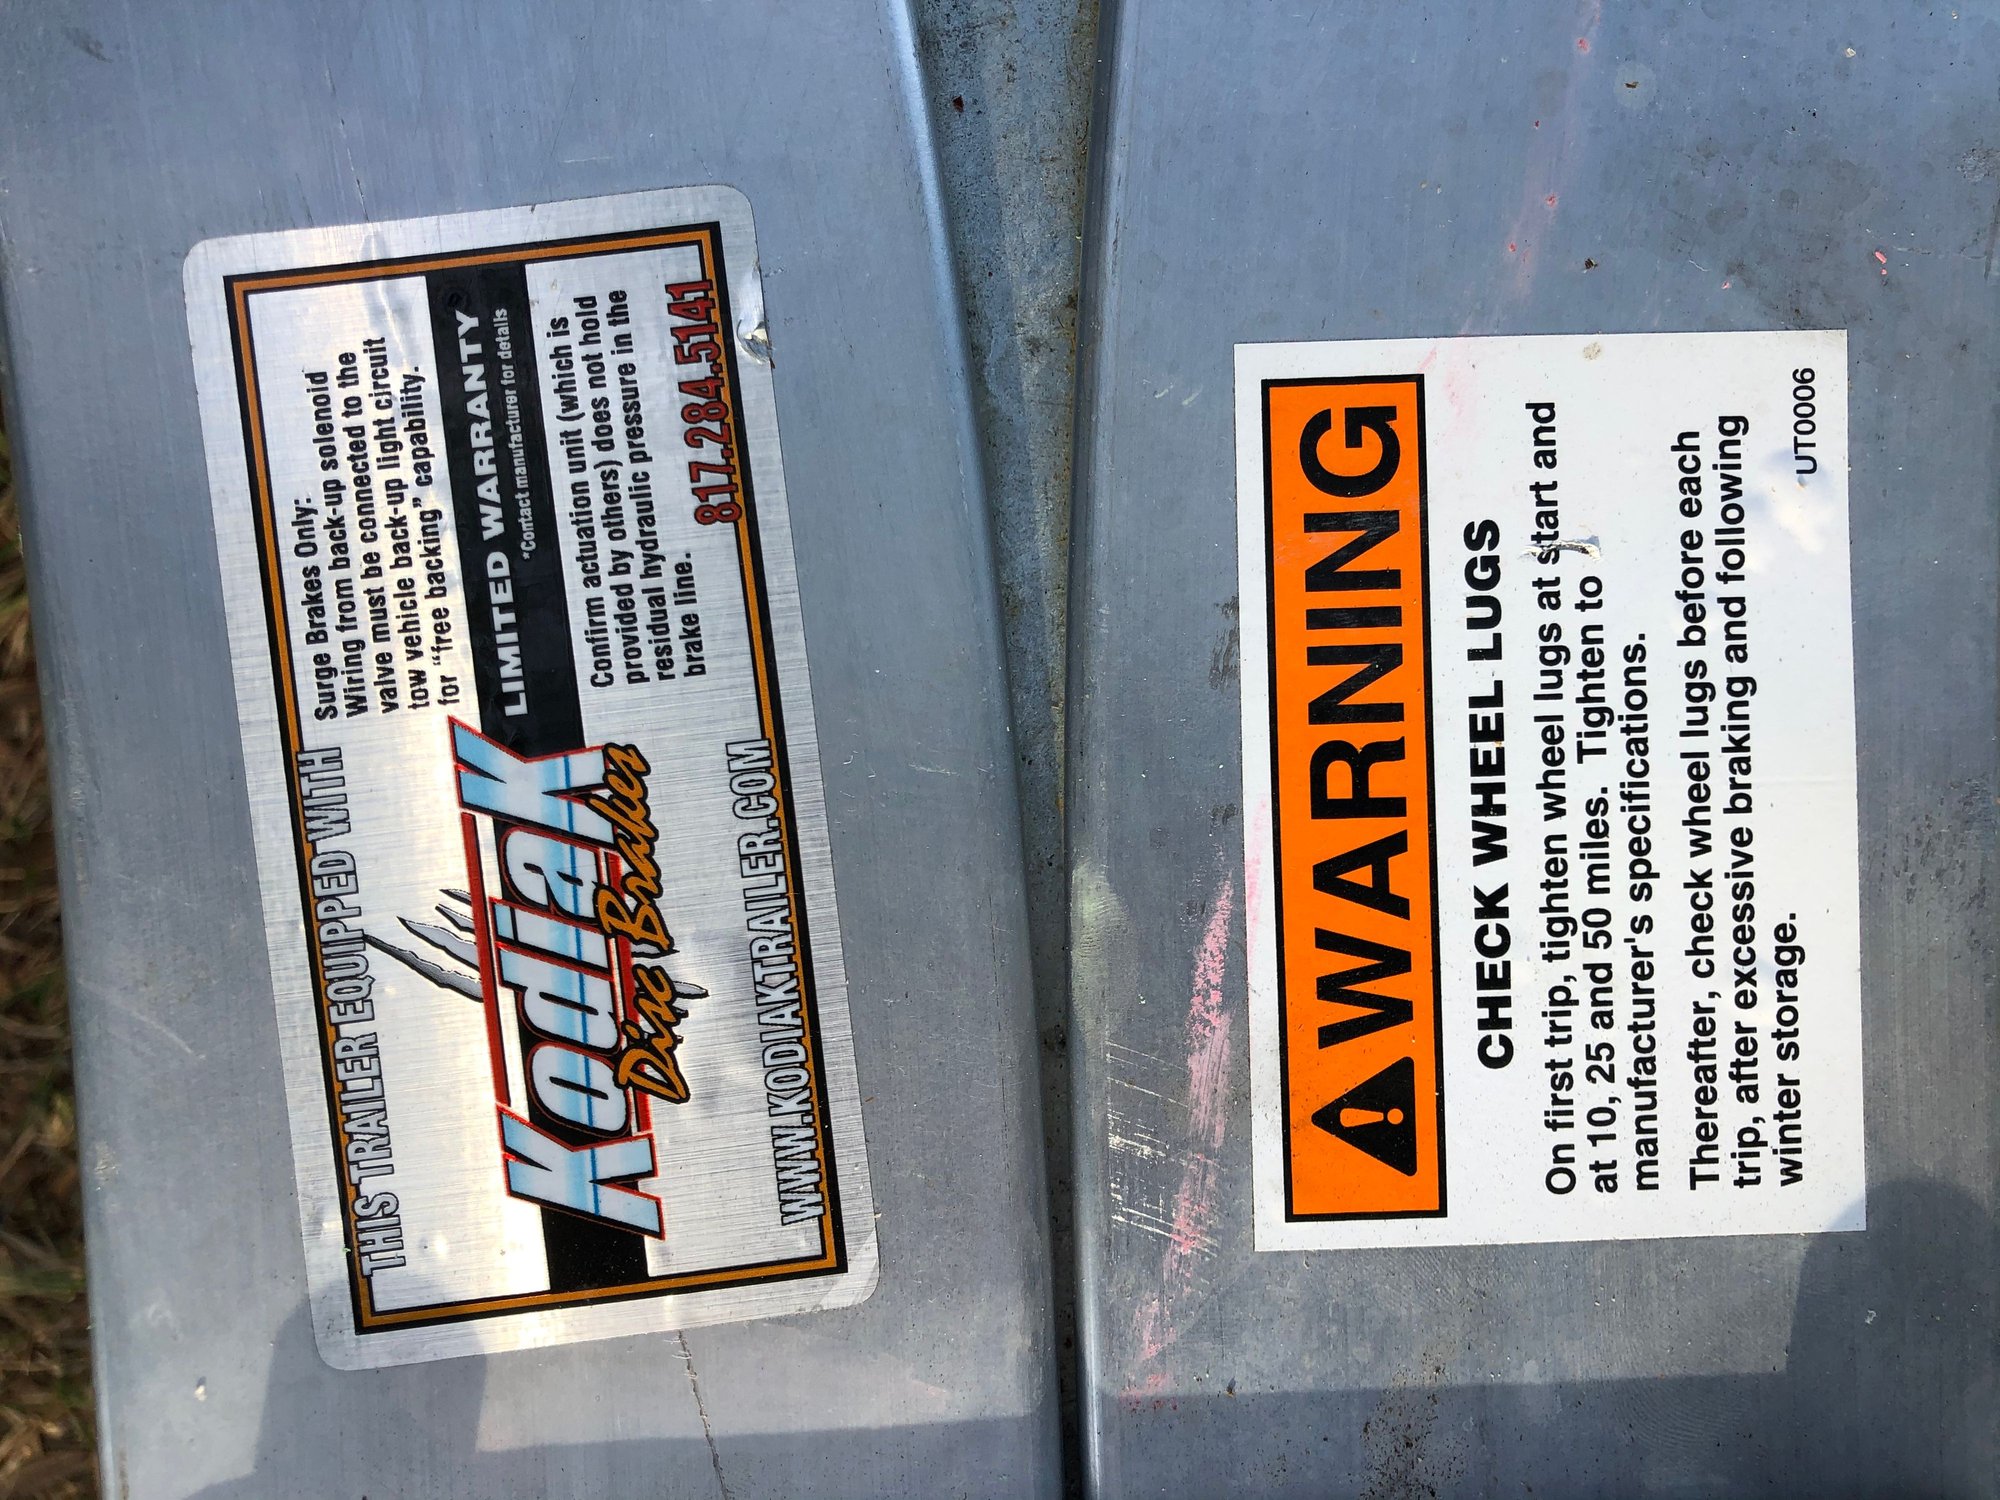 THIS TRAILER EQUIPPED WITH
Kodiak
Disc Brakes
WWW.KODIAKTRAILER.COM
Surge Brakes Only:
Wiring from back-up solenoid
valve must be connected to the
tow vehicle back-up light circuit
for “free backing” capability.
LIMITED WARRANTY*
*Contact manufacturer for details
Confirm actuation unit (which is
provided by others) does not hold
residual hydraulic pressure in the
brake line.
817.284.5141
WARNING
CHECK WHEEL LUGS
On first trip, tighten wheel lugs at start and
at 10, 25 and 50 miles. Tighten to
manufacturer's specifications.
Thereafter, check wheel lugs before each
trip, after excessive braking and following
winter storage.
UT0006